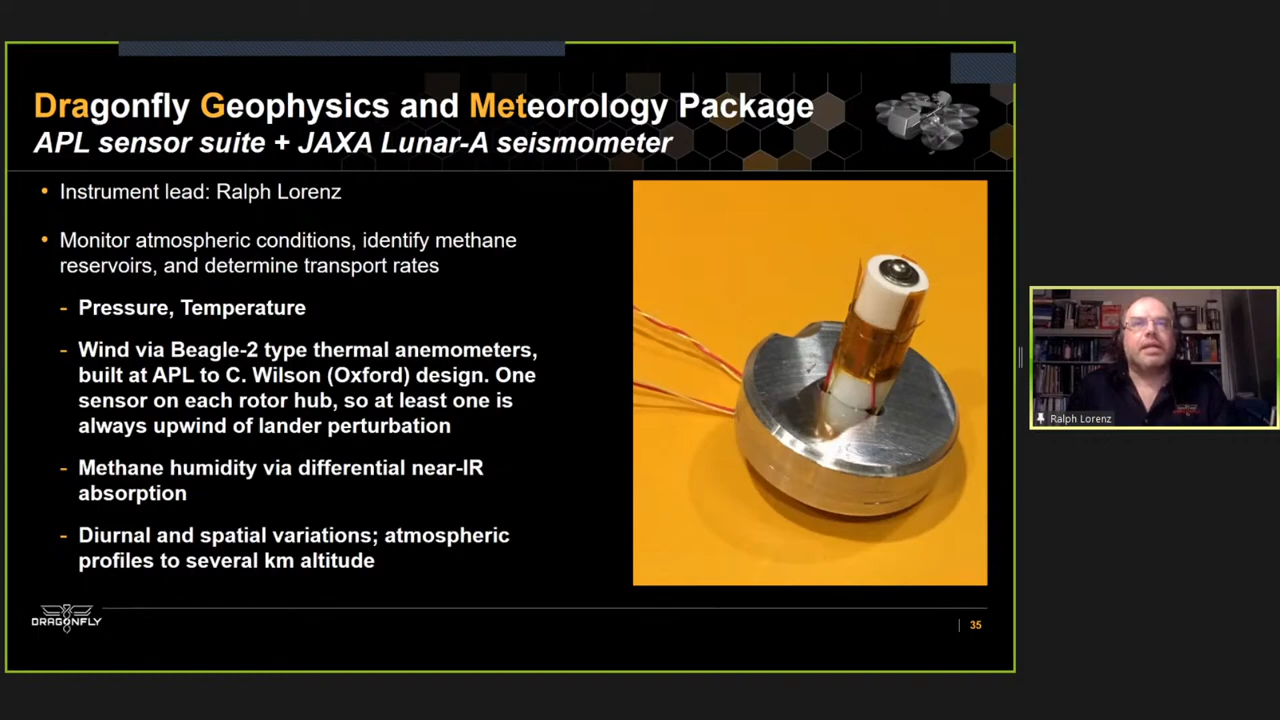 Dragonfly Geophysics and Meteorology Package
APL sensor suite + JAXA Lunar-A seismometer
• Instrument lead: Ralph Lorenz
• Monitor atmospheric conditions, identify methane
reservoirs, and determine transport rates
- Pressure, Temperature
- Wind via Beagle-2 type thermal anemometers,
built at APL to C. Wilson (Oxford) design. One
sensor on each rotor hub, so at least one is
always upwind of lander perturbation
- Methane humidity via differential near-IR
absorption
- Diurnal and spatial variations; atmospheric
profiles to several km altitude
DRAGONFLY
35
Ralph Lorenz